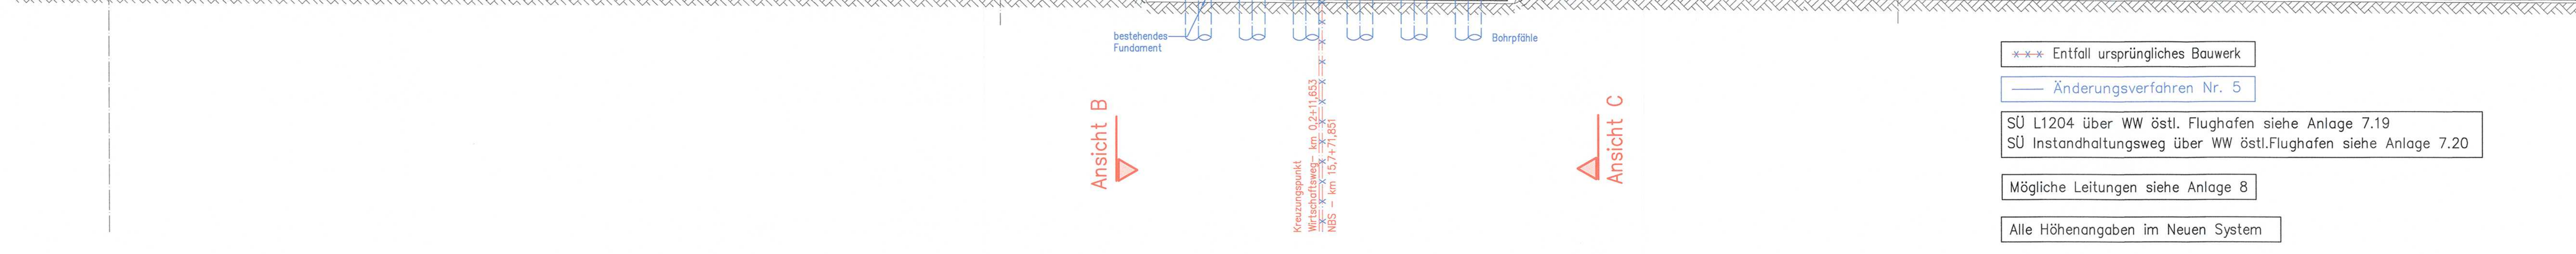 bestehendes
Fundament
Bohrpfähle
Ansicht B
Kreuzungspunkt
Wirtschaftsweg- km 0,2+11,653
NBS - km 15,7+71,851
Ansicht C
Entfall ursprüngliches Bauwerk
Änderungsverfahren Nr. 5
SÜ L1204 über WW östl. Flughafen siehe Anlage 7.19
SÜ Instandhaltungsweg über WW östl.Flughafen siehe Anlage 7.20
Mögliche Leitungen siehe Anlage 8
Alle Höhenangaben im Neuen System